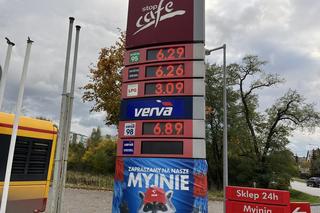 stop
cafe
95
6.29
6.26
LPG
3.09
VERVA
98
6.89
ZAPRASZAMY NA NASZE
MYJNIE
Sklep 24h
Myjnia